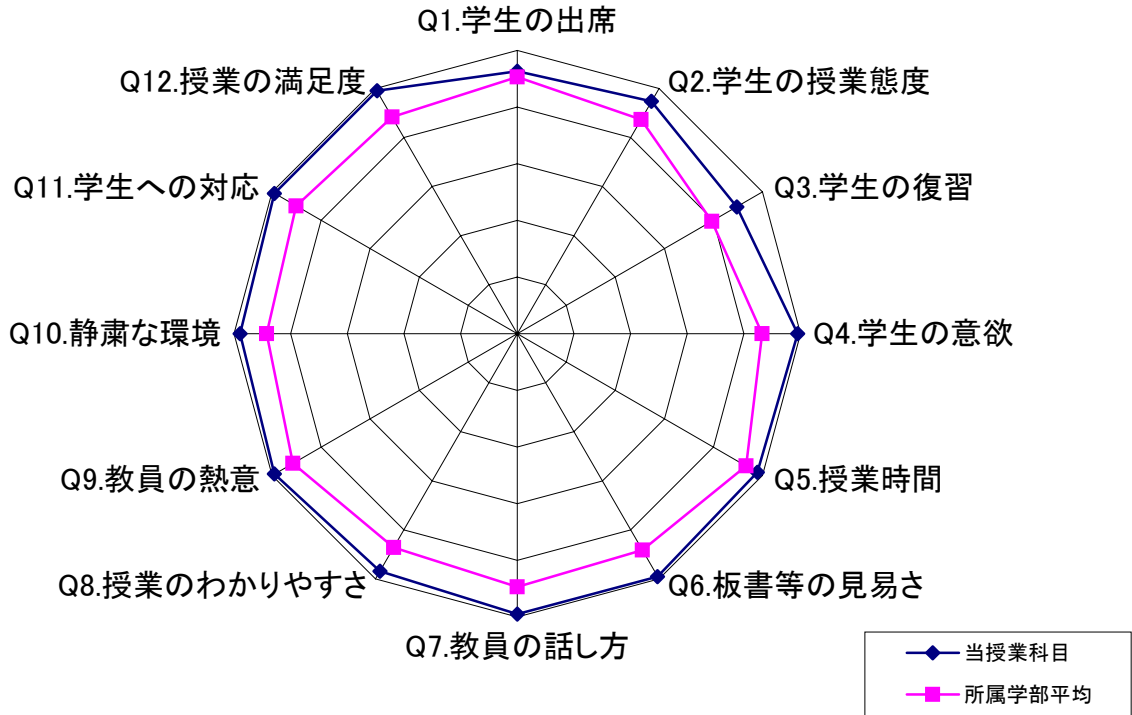 Q1.学生の出席
Q2.学生の授業態度
Q3.学生の復習
Q4.学生の意欲
Q5.授業時間
Q6.板書等の見易さ
Q7.教員の話し方
Q8.授業のわかりやすさ
Q9.教員の熱意
Q10.静粛な環境
Q11.学生への対応
Q12.授業の満足度
当授業科目
所属学部平均